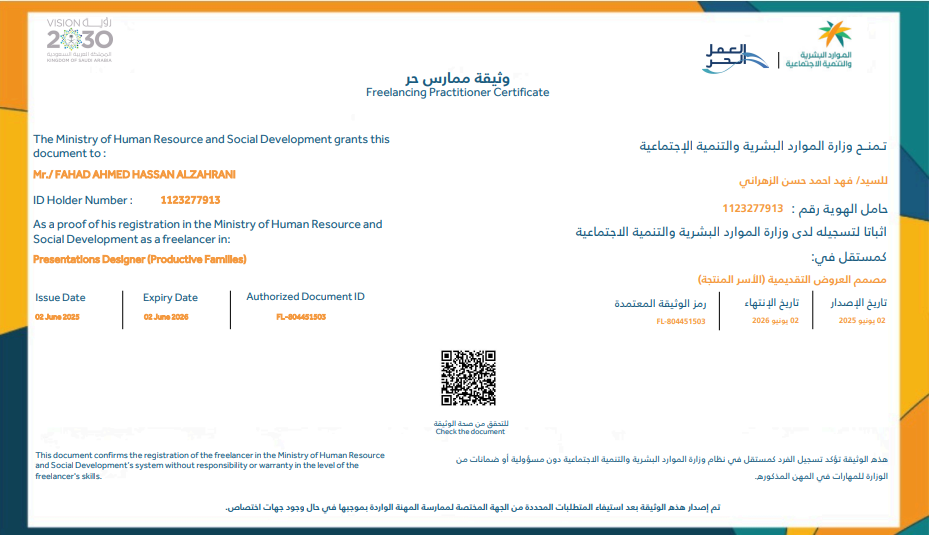 VISION رؤيــة
2030
المملكة العربية السعودية
KINGDOM OF SAUDI ARABIA
العمل
الحر
الموارد البشرية
والتنمية الاجتماعية
وثيقة ممارس حر
Freelancing Practitioner Certificate
The Ministry of Human Resource and Social Development grants this
document to :
Mr./ FAHAD AHMED HASSAN ALZAHRANI
ID Holder Number : 1123277913
As a proof of his registration in the Ministry of Human Resource and
Social Development as a freelancer in:
Presentations Designer (Productive Families)
Issue Date
02 June 2025
Expiry Date
02 June 2026
Authorized Document ID
FL-804451503
تـمنــح وزارة الموارد البشرية والتنمية الإجتماعية
للسيد/ فهد احمد حسن الزهراني
حامل الهوية رقم : 1123277913
اثباتا لتسجيله لدى وزارة الموارد البشرية والتنمية الاجتماعية
كمستقل في:
مصمم العروض التقديمية (الأسر المنتجة)
تاريخ الإصدار
02 يونيو 2025
تاريخ الإنتهاء
02 يونيو 2026
رمز الوثيقة المعتمدة
FL-804451503
للتحقق من صحة الوثيقة
Check the document
This document confirms the registration of the freelancer in the Ministry of Human Resource
and Social Development's system without responsibility or warranty in the level of the
freelancer's skills.
هذه الوثيقة تؤكد تسجيل الفرد كمستقل في نظام وزارة الموارد البشرية والتنمية الاجتماعية دون مسؤولية أو ضمانات من
الوزارة للمهارات في المهن المذكوره.
تم إصدار هذه الوثيقة بعد استيفاء المتطلبات المحددة من الجهة المختصة لممارسة المهنة الواردة بموجبها في حال وجود جهات اختصاص.